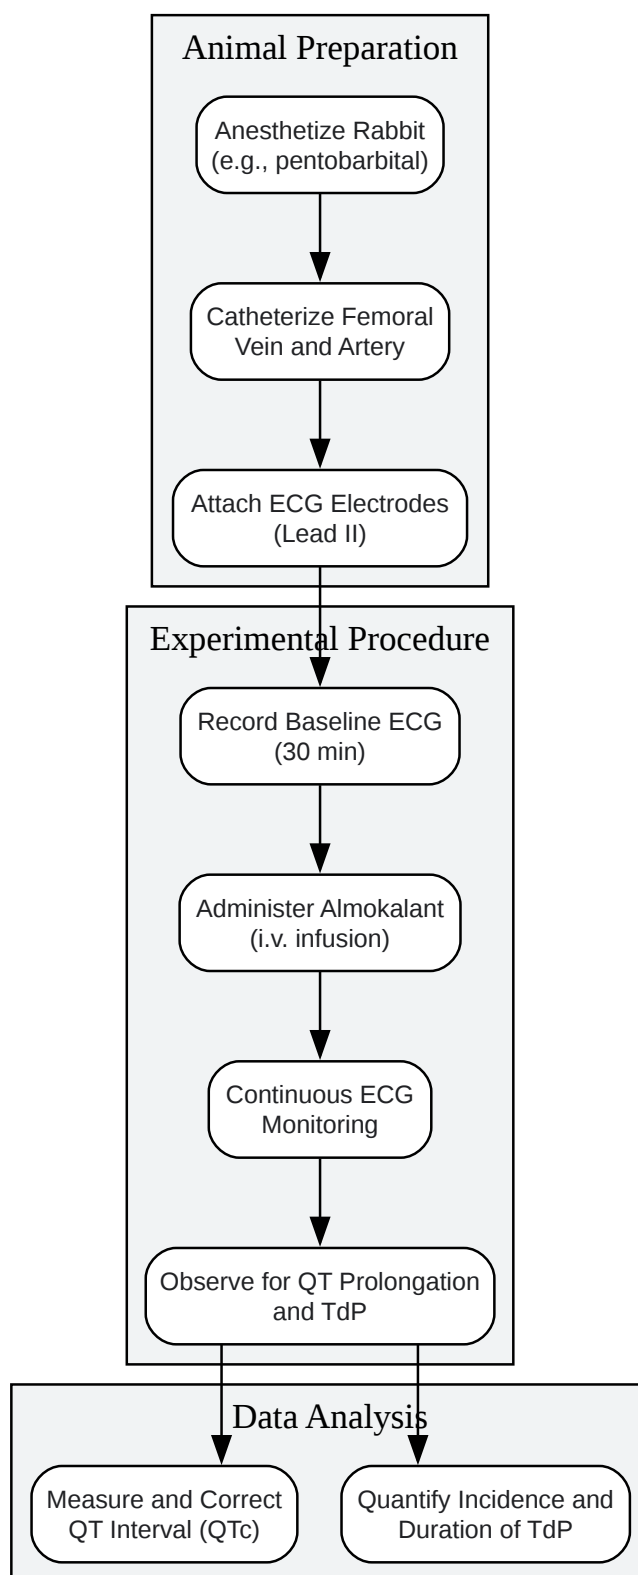 Animal Preparation
Anesthetize Rabbit
(e.g., pentobarbital)
Catheterize Femoral
Vein and Artery
Attach ECG Electrodes
(Lead II)
Experimental Procedure
Record Baseline ECG
(30 min)
Administer Almokalant
(i.v. infusion)
Continuous ECG
Monitoring
Observe for QT Prolongation
and TdP
Data Analysis
Measure and Correct
QT Interval (QTc)
Quantify Incidence and
Duration of TdP